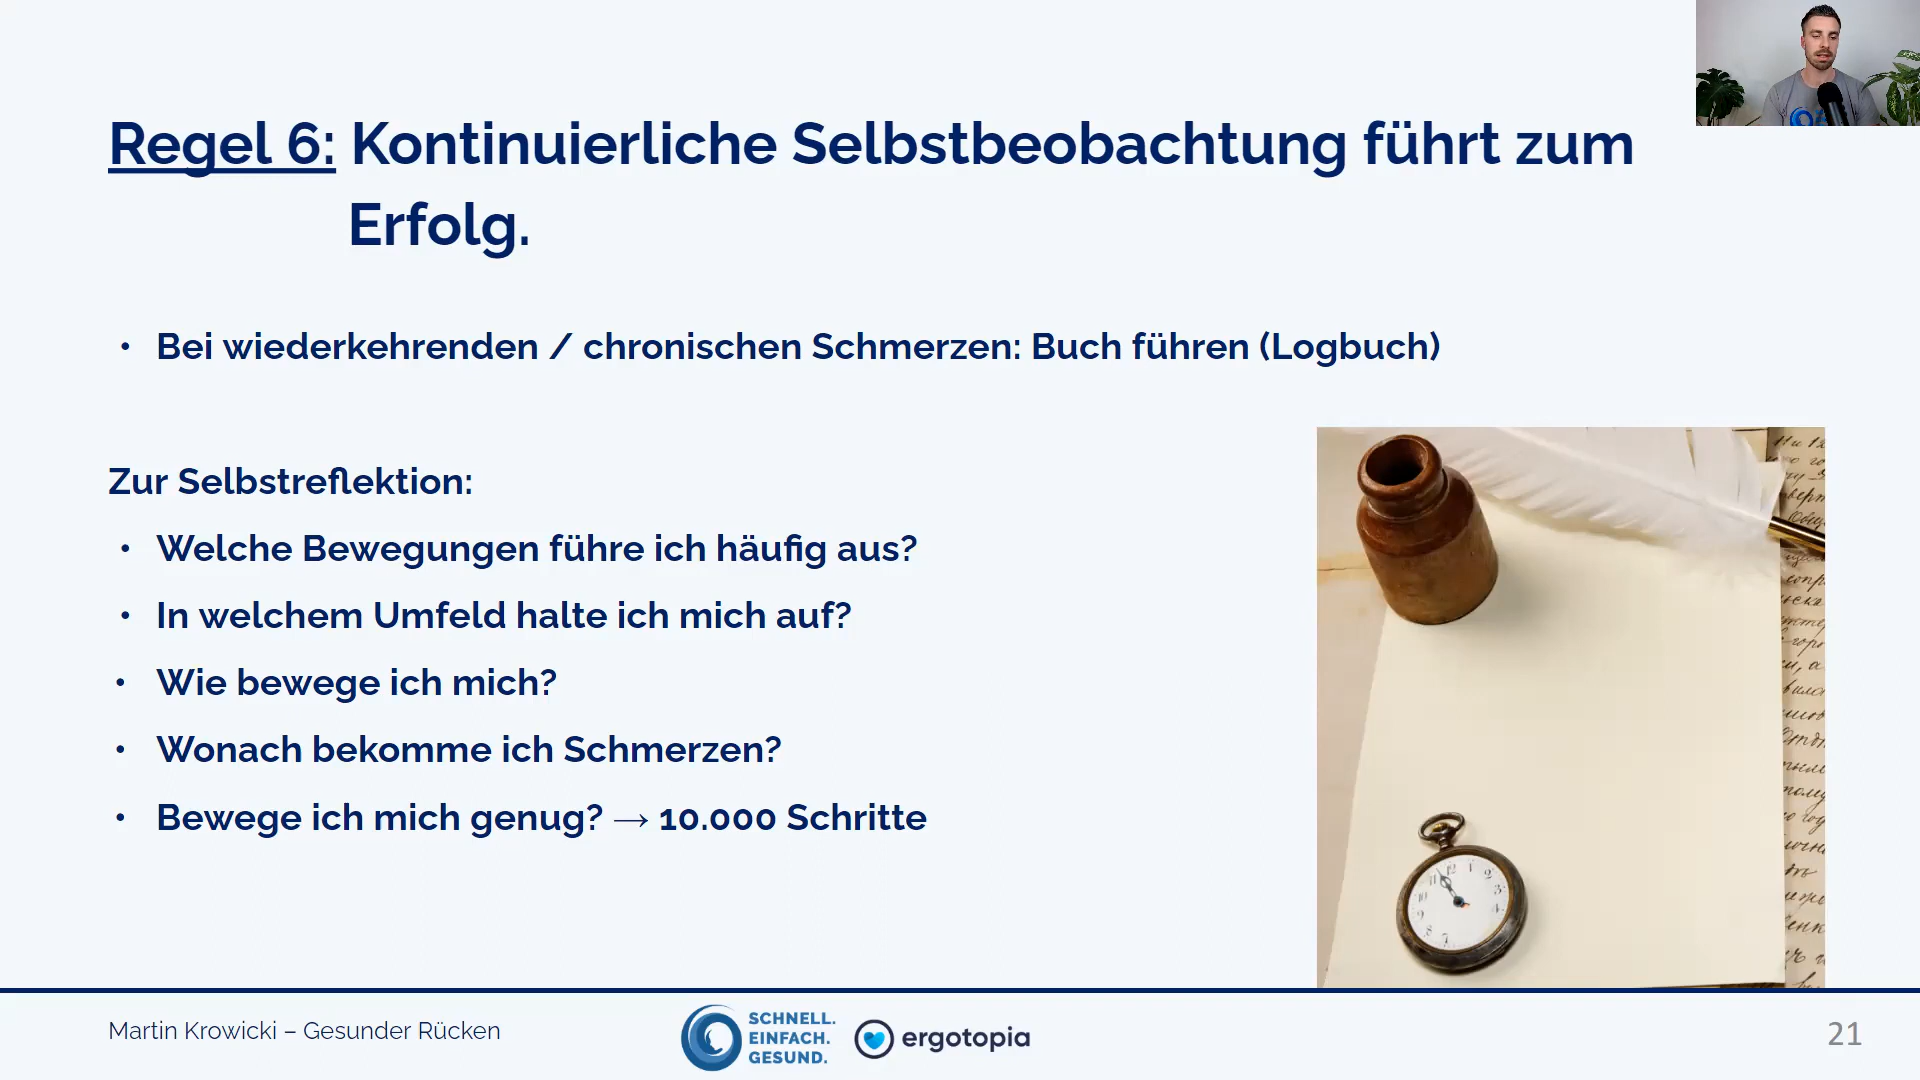 Regel 6: Kontinuierliche Selbstbeobachtung führt zum
Erfolg.
• Bei wiederkehrenden / chronischen Schmerzen: Buch führen (Logbuch)
Zur Selbstreflektion:
• Welche Bewegungen führe ich häufig aus?
• In welchem Umfeld halte ich mich auf?
• Wie bewege ich mich?
• Wonach bekomme ich Schmerzen?
• Bewege ich mich genug? → 10.000 Schritte
Martin Krowicki – Gesunder Rücken
SCHNELL.
EINFACH.
GESUND.
ergotopia
21